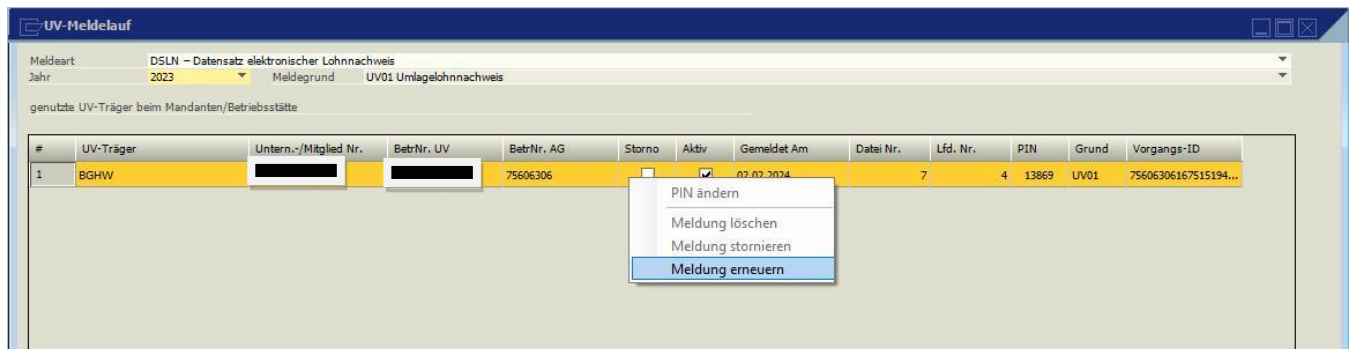 UV-Meldelauf
Meldeart DSLN – Datensatz elektronischer Lohnnachweis
Jahr 2023 Meldegrund UV01 Umlagelohnnachweis
genutzte UV-Träger beim Mandanten/Betriebsstätte
# UV-Träger Untern.-/Mitglied Nr. BetrNr. UV BetrNr. AG Storno Aktiv Gemeldet Am Datei Nr. Lfd. Nr. PIN Grund Vorgangs-ID
1 BGHW 75606306 02.02.2024 7 4 13869 UV01 75606306167515194...
PIN ändern
Meldung löschen
Meldung stornieren
Meldung erneuern